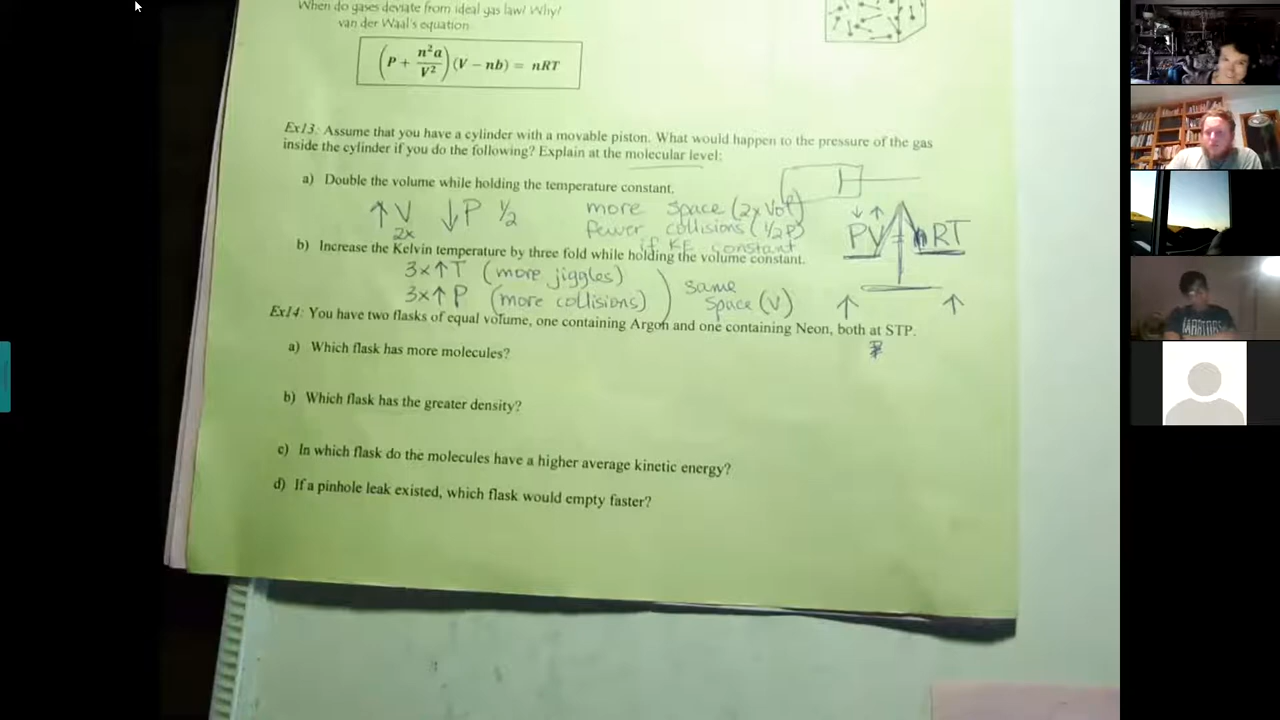 When do gases deviate from ideal gas law? Why?
van der Waal's equation
(P + n²a/V²)(V − nb) = nRT
Ex13: Assume that you have a cylinder with a movable piston. What would happen to the pressure of the gas
inside the cylinder if you do the following? Explain at the molecular level:
a) Double the volume while holding the temperature constant.
↑V 2x ↓P ½
more space (2x Vol)
fewer collisions (½P)
if KE constant
↓ ↑
PV = nRT
↑ ↑
b) Increase the Kelvin temperature by three fold while holding the volume constant.
3x↑T (more jiggles)
3x↑P (more collisions)
same
space (V)
Ex14: You have two flasks of equal volume, one containing Argon and one containing Neon, both at STP.
a) Which flask has more molecules?
b) Which flask has the greater density?
c) In which flask do the molecules have a higher average kinetic energy?
d) If a pinhole leak existed, which flask would empty faster?
WARRIORS